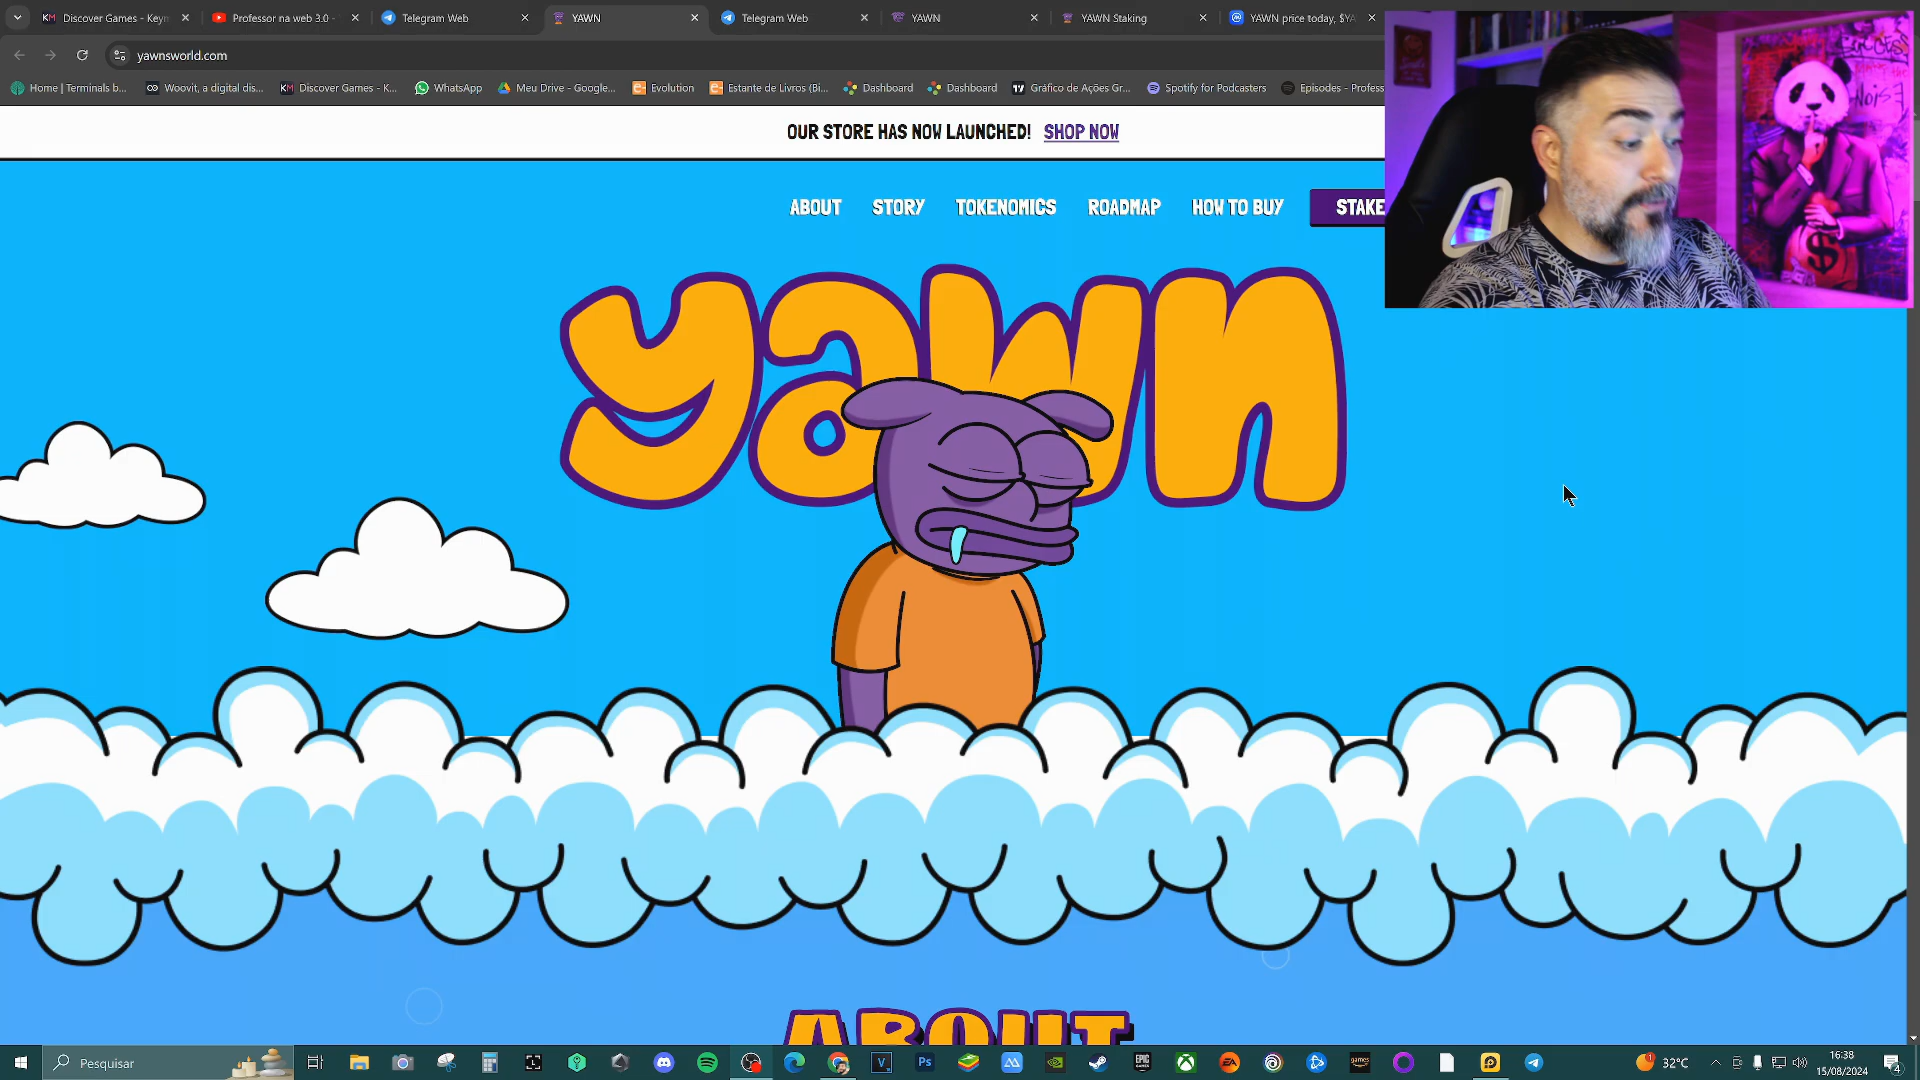 Discover Games - Keyr
Professor na web 3.0 -
Telegram Web
YAWN
Telegram Web
YAWN
YAWN Staking
YAWN price today, $YA
yawnsworld.com
Home | Terminals b...
Woovit, a digital dis...
Discover Games - K...
WhatsApp
Meu Drive - Google...
Evolution
Estante de Livros (Bi...
Dashboard
Dashboard
Gráfico de Ações Gr...
Spotify for Podcasters
Episodes - Profess
OUR STORE HAS NOW LAUNCHED! SHOP NOW
ABOUT STORY TOKENOMICS ROADMAP HOW TO BUY STAKE
yawn
ABOUT
Pesquisar
32°C
16:38
15/08/2024